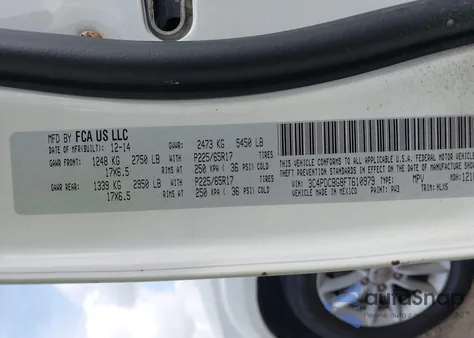 MFD BY FCA US LLC
DATE OF MFR(BUILT): 12-14 GVWR: 2473 KG 5450 LB
GAWR FRONT: 1248 KG 2750 LB WITH P225/65R17 TIRES
17X6.5 RIMS AT 250 KPA( 36 PSI) COLD
GAWR REAR: 1339 KG 2950 LB WITH P225/65R17 TIRES
17X6.5 RIMS AT 250 KPA( 36 PSI) COLD
THIS VEHICLE CONFORMS TO ALL APPLICABLE U.S.A. FEDERAL MOTOR VEHICLE
THEFT PREVENTION STANDARDS IN EFFECT ON THE DATE OF MANUFACTURE SHOWN
VIN: 3C4PDCBG8FT610979 TYPE: MPV MDH:
VEHICLE MADE IN MEXICO PAINT: PW3 TRIM: HLX5
autoSnap